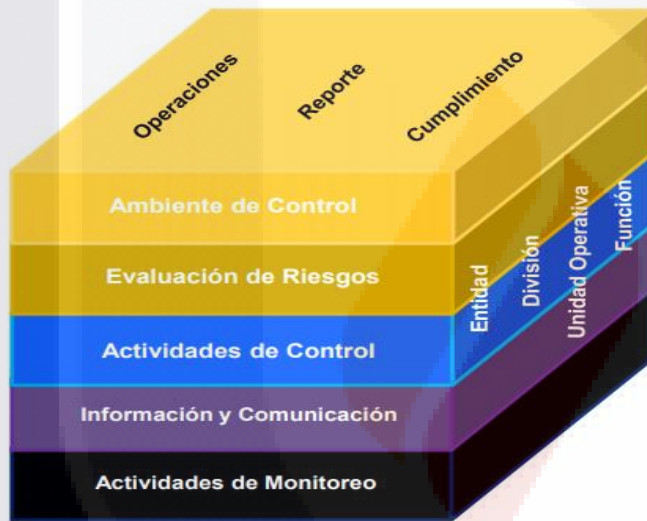 Operaciones
Reporte
Cumplimiento
Ambiente de Control
Evaluación de Riesgos
Actividades de Control
Información y Comunicación
Actividades de Monitoreo
Entidad
División
Unidad Operativa
Función